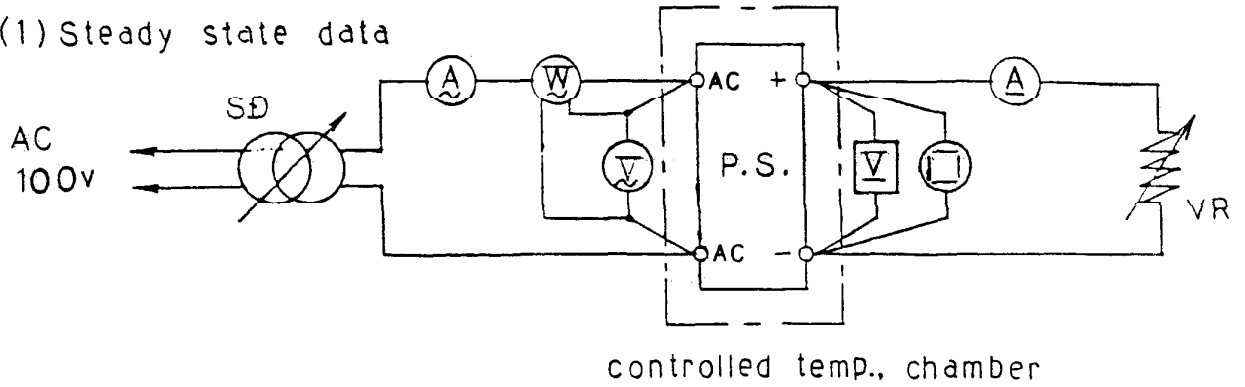 (1) Steady state data
SD
AC
100V
A
W
V
AC +
P.S.
AC -
V
A
VR
controlled temp., chamber